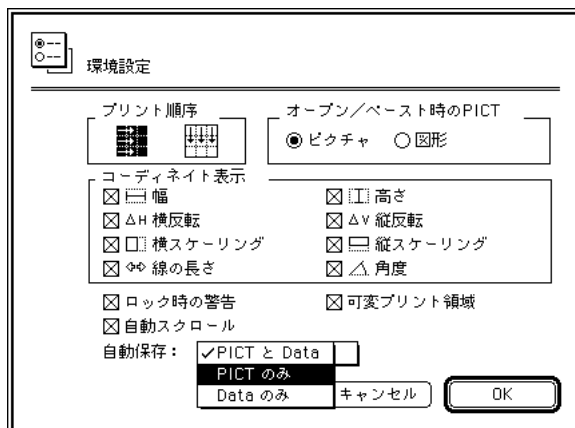 環境設定
プリント順序
オープン／ペースト時のPICT
ピクチャ 図形
コーディネイト表示
幅 高さ
ΔH 横反転 ΔV 縦反転
横スケーリング 縦スケーリング
線の長さ 角度
ロック時の警告 可変プリント領域
自動スクロール
自動保存： ✓PICT と Data
PICT のみ
Data のみ キャンセル OK